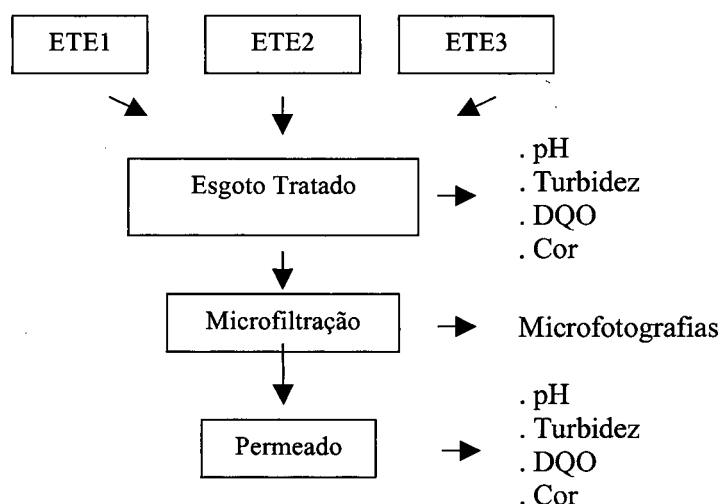 ETE1 ETE2 ETE3
Esgoto Tratado
. pH
. Turbidez
. DQO
. Cor
Microfiltração
Microfotografias
Permeado
. pH
. Turbidez
. DQO
. Cor